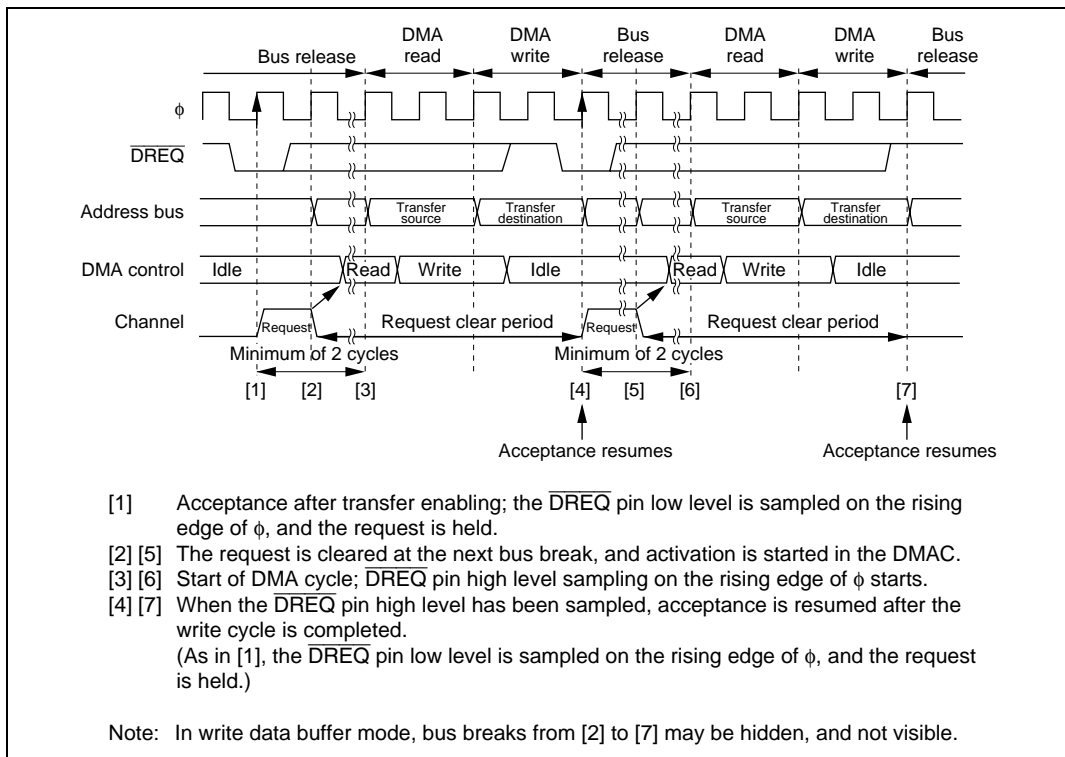 Bus release DMA read DMA write Bus release DMA read DMA write Bus release
φ
DREQ
Address bus Transfer source Transfer destination Transfer source Transfer destination
DMA control Idle Read Write Idle Read Write Idle
Channel Request Request clear period Request Request clear period
Minimum of 2 cycles Minimum of 2 cycles
[1] [2] [3] [4] [5] [6] [7]
Acceptance resumes Acceptance resumes
[1] Acceptance after transfer enabling; the DREQ pin low level is sampled on the rising
edge of φ, and the request is held.
[2] [5] The request is cleared at the next bus break, and activation is started in the DMAC.
[3] [6] Start of DMA cycle; DREQ pin high level sampling on the rising edge of φ starts.
[4] [7] When the DREQ pin high level has been sampled, acceptance is resumed after the
write cycle is completed.
(As in [1], the DREQ pin low level is sampled on the rising edge of φ, and the request
is held.)
Note: In write data buffer mode, bus breaks from [2] to [7] may be hidden, and not visible.